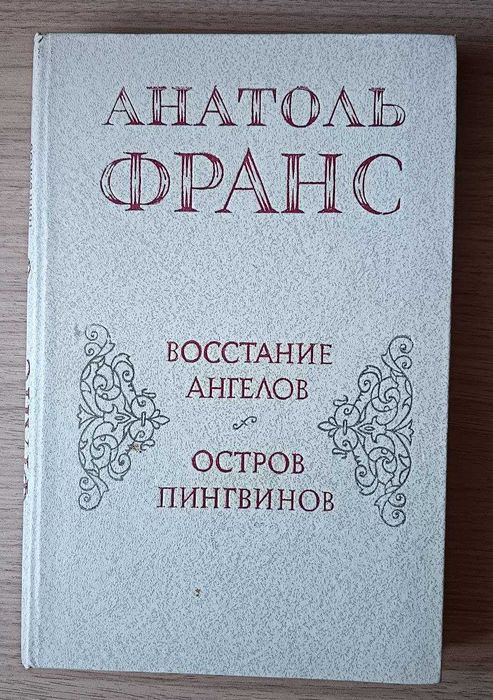 АНАТОЛЬ
ФРАНС
ВОССТАНИЕ
АНГЕЛОВ
ОСТРОВ
ПИНГВИНОВ